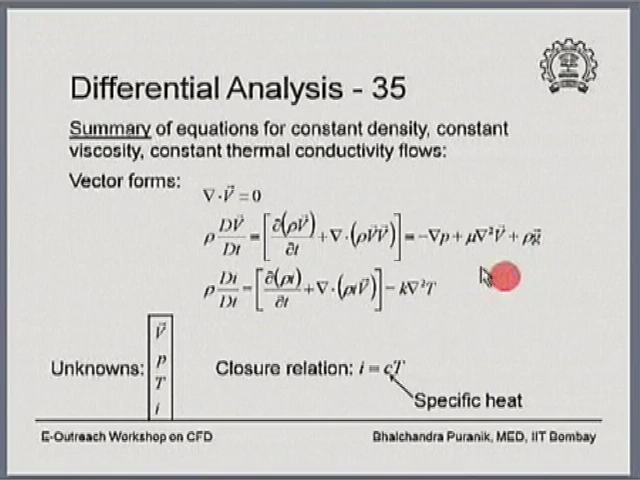 Differential Analysis - 35
Summary of equations for constant density, constant
viscosity, constant thermal conductivity flows:
Vector forms:
∇·V⃗ = 0
ρ DV⃗/Dt = [∂(ρV⃗)/∂t + ∇·(ρV⃗V⃗)] = −∇p + μ∇²V⃗ + ρg⃗
ρ Di/Dt = [∂(ρi)/∂t + ∇·(ρiV⃗)] = k∇²T
Unknowns:
V⃗
p
T
i
Closure relation: i = cT
Specific heat
E-Outreach Workshop on CFD
Bhalchandra Puranik, MED, IIT Bombay